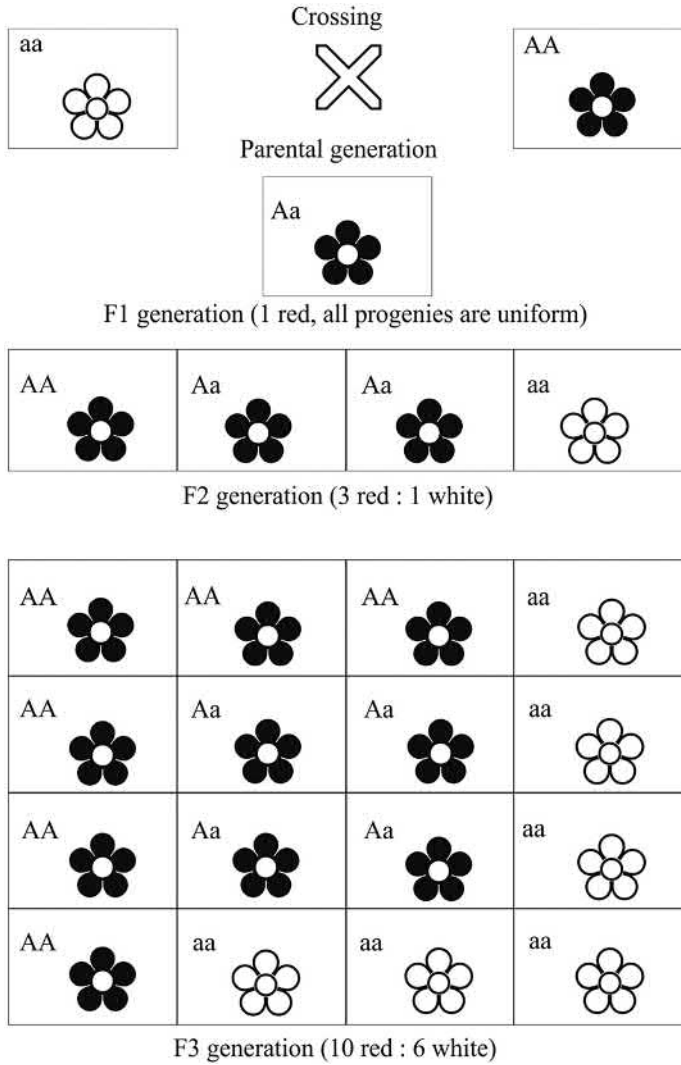 Crossing
aa
AA
Parental generation
Aa
F1 generation (1 red, all progenies are uniform)
AA Aa Aa aa
F2 generation (3 red : 1 white)
AA AA AA aa
AA Aa Aa aa
AA Aa Aa aa
AA aa aa aa
F3 generation (10 red : 6 white)